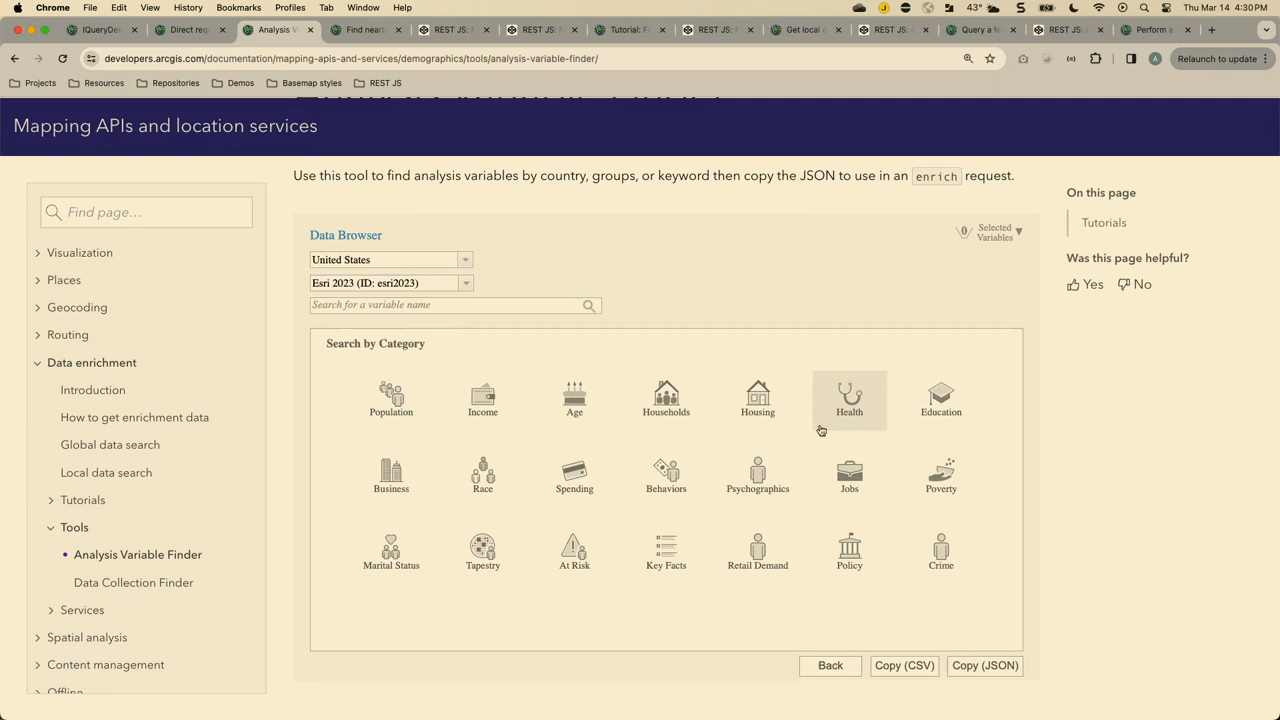 Chrome File Edit View History Bookmarks Profiles Tab Window Help 43° Thu Mar 14 4:30 PM
IQueryDe Direct req Analysis V Find near REST JS: F REST JS: Tutorial: F REST JS: F Get local d REST JS: Query a fe REST JS: Perform a
developers.arcgis.com/documentation/mapping-apis-and-services/demographics/tools/analysis-variable-finder/ Relaunch to update
Projects Resources Repositories Demos Basemap styles REST JS
Mapping APIs and location services
Use this tool to find analysis variables by country, groups, or keyword then copy the JSON to use in an enrich request.
Find page…
Visualization
Places
Geocoding
Routing
Data enrichment
Introduction
How to get enrichment data
Global data search
Local data search
Tutorials
Tools
Analysis Variable Finder
Data Collection Finder
Services
Spatial analysis
Content management
Offline
Data Browser
0 Selected
Variables
United States
Esri 2023 (ID: esri2023)
Search for a variable name
Search by Category
Population Income Age Households Housing Health Education
Business Race Spending Behaviors Psychographics Jobs Poverty
Marital Status Tapestry At Risk Key Facts Retail Demand Policy Crime
Back Copy (CSV) Copy (JSON)
On this page
Tutorials
Was this page helpful?
Yes No